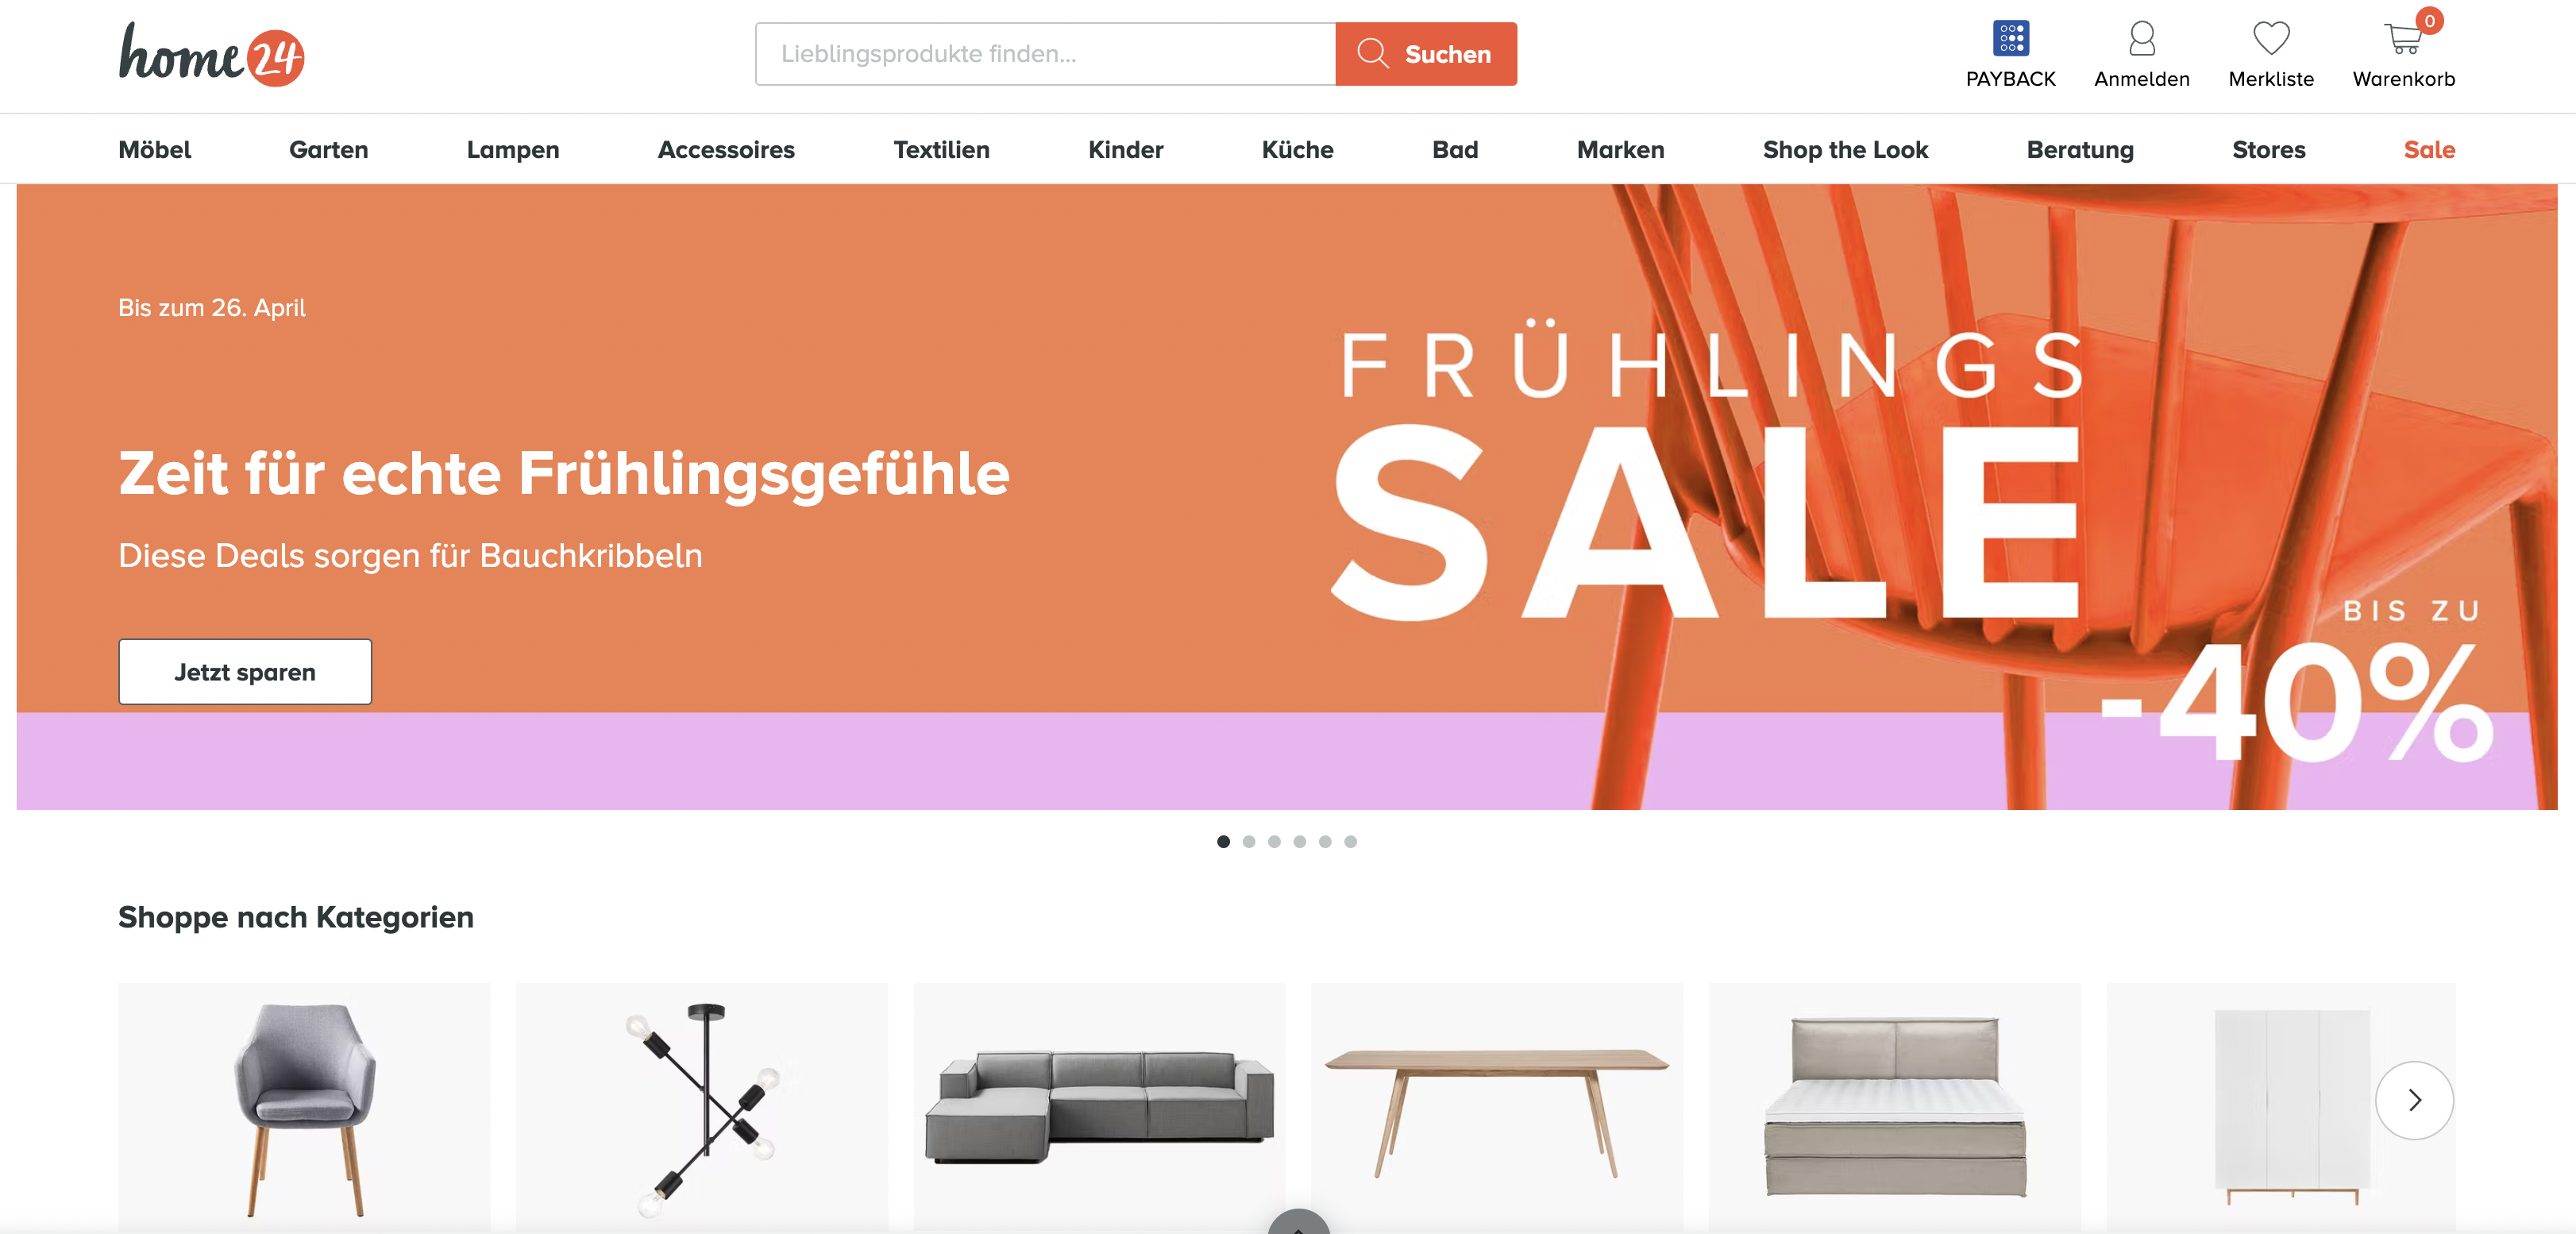 home24
Lieblingsprodukte finden...
Suchen
PAYBACK
Anmelden
Merkliste
0
Warenkorb
Möbel
Garten
Lampen
Accessoires
Textilien
Kinder
Küche
Bad
Marken
Shop the Look
Beratung
Stores
Sale
Bis zum 26. April
Zeit für echte Frühlingsgefühle
Diese Deals sorgen für Bauchkribbeln
Jetzt sparen
FRÜHLINGS
SALE
BIS ZU
-40%
Shoppe nach Kategorien